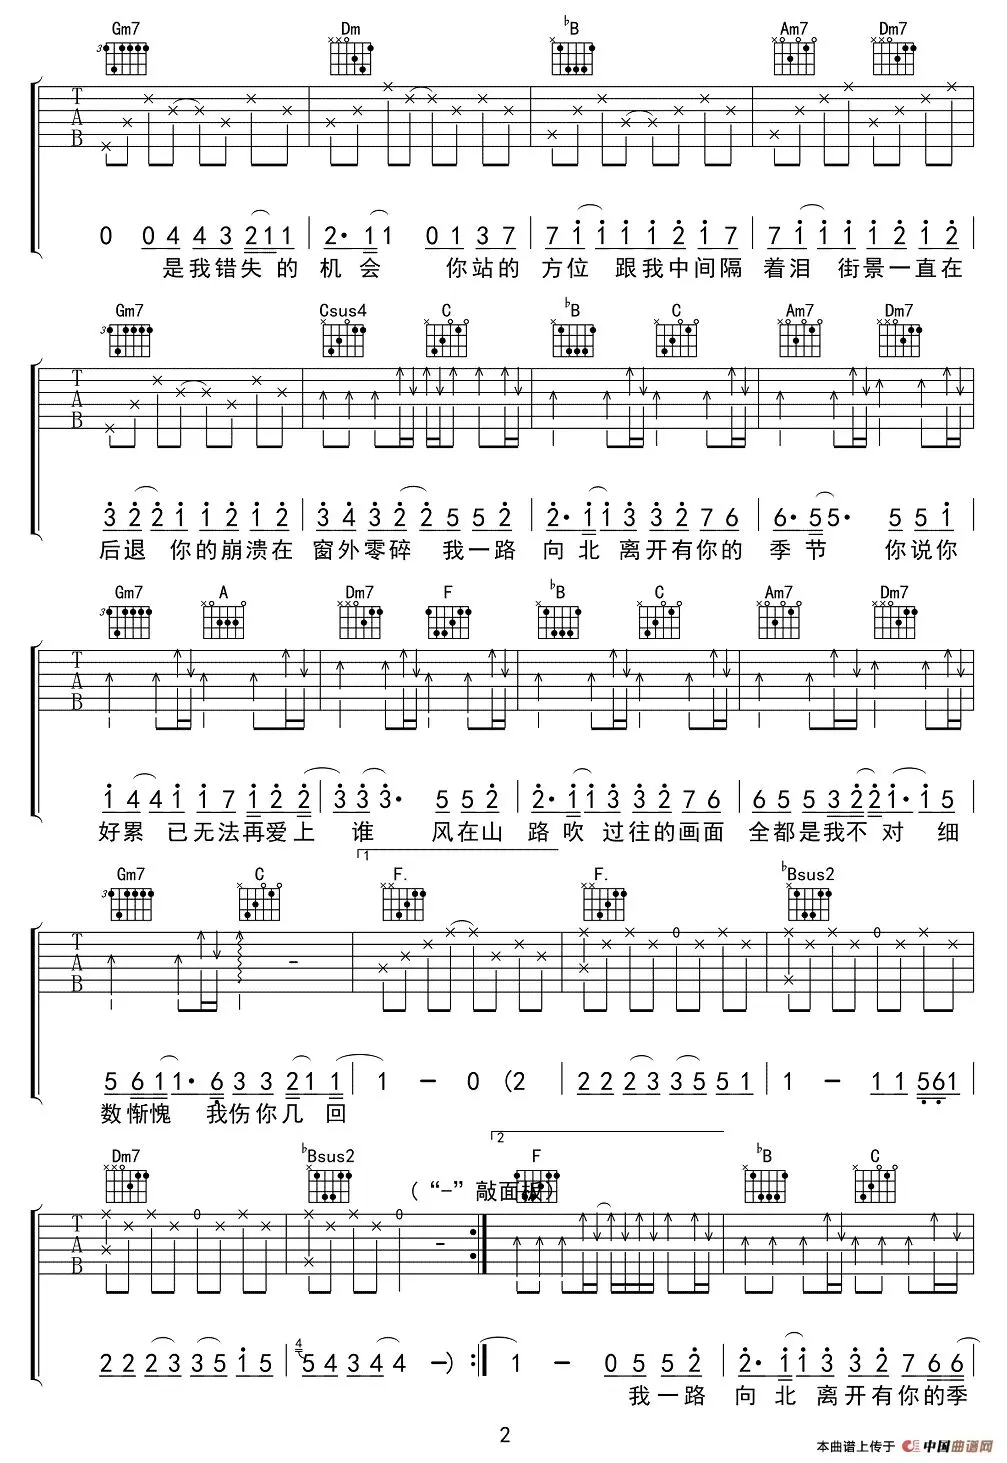 Gm7 Dm ♭B Am7 Dm7
3
T A B
0 0 4 4 3 2 1 1 | 2· 1 1 0 1 3 7 | 7 1 1 1 1 2 1 7 | 7 1 1 1 1 2 1 2
是我错失的机会 你站的方位 跟我中间隔着泪 街景一直在
Gm7 Csus4 C ♭B C Am7 Dm7
3
T A B
3 2 2 1 1 2 1 2 | 3 4 3 2 2 5 5 2 | 2· 1 1 3 3 2 7 6 | 6· 5 5· 5 5 1
后退 你的崩溃在窗外零碎 我一路向北 离开有你的季节 你说你
Gm7 A Dm7 F ♭B C Am7 Dm7
3
T A B
1 4 4 1 1 7 1 2 2 | 3 3 3· 5 5 2 | 2· 1 1 3 3 2 7 6 | 6 5 5 3 2 2 1· 1 5
好累 已无法再爱上谁 风在山路吹 过往的画面全都是我不对 细
Gm7 C 1 F. F. ♭Bsus2
3
T A B 0 0
5 6 1 1· 6 3 3 2 1 1 | 1 – 0 (2 | 2 2 2 3 3 5 5 1 | 1 – 1 1 5 6 1
数惭愧 我伤你几回
Dm7 ♭Bsus2 (“-”敲面板) 2 F ♭B C
T A B 0 0
2 2 2 3 3 5 1 5 | 4 5 4 3 4 4 –) :| 1 – 0 5 5 2 | 2· 1 1 3 3 2 7 6 6
我一路向北 离开有你的季
2
本曲谱上传于 中国曲谱网